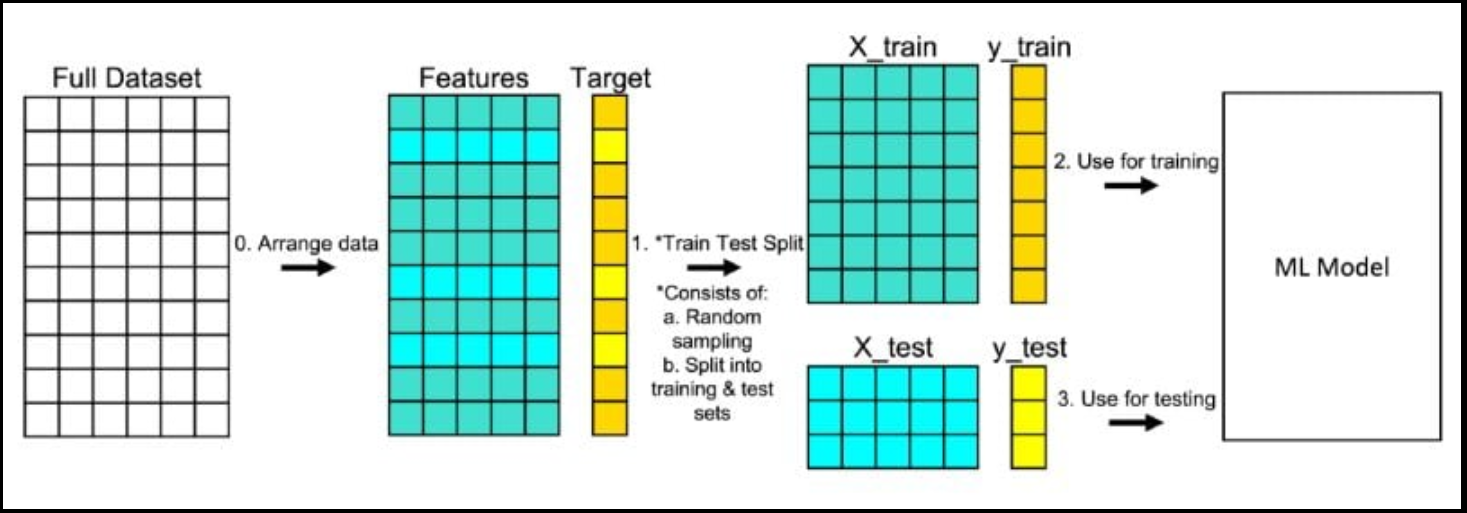 Full Dataset
0. Arrange data
Features
Target
1. *Train Test Split
*Consists of:
a. Random
sampling
b. Split into
training & test
sets
X_train
y_train
2. Use for training
X_test
y_test
3. Use for testing
ML Model